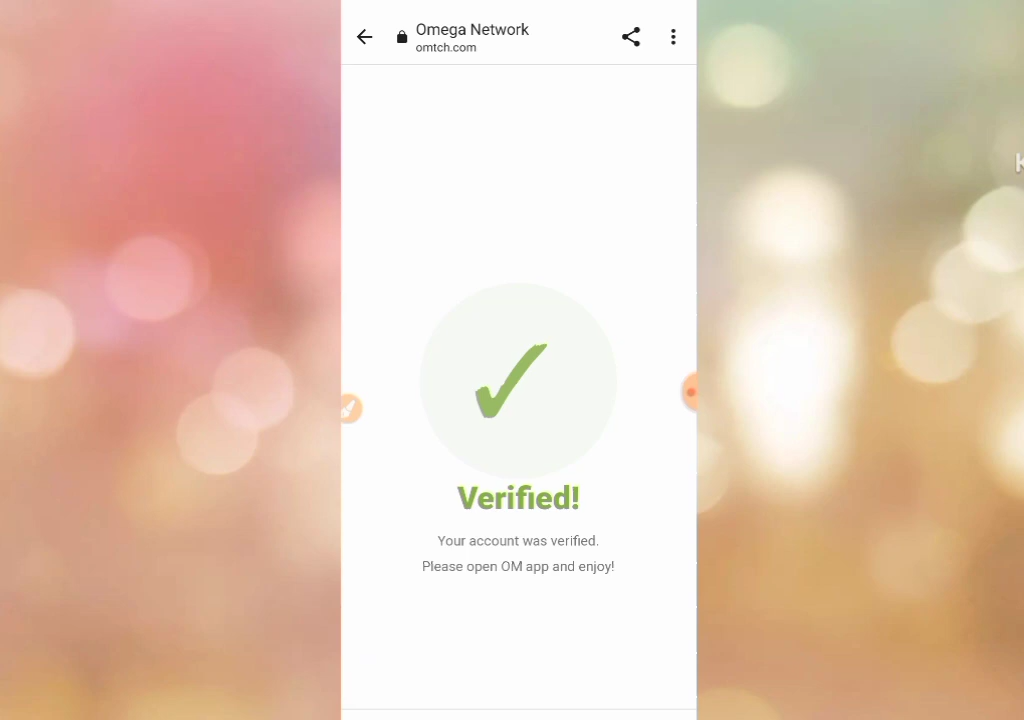 Omega Network
omtch.com
Verified!
Your account was verified.
Please open OM app and enjoy!